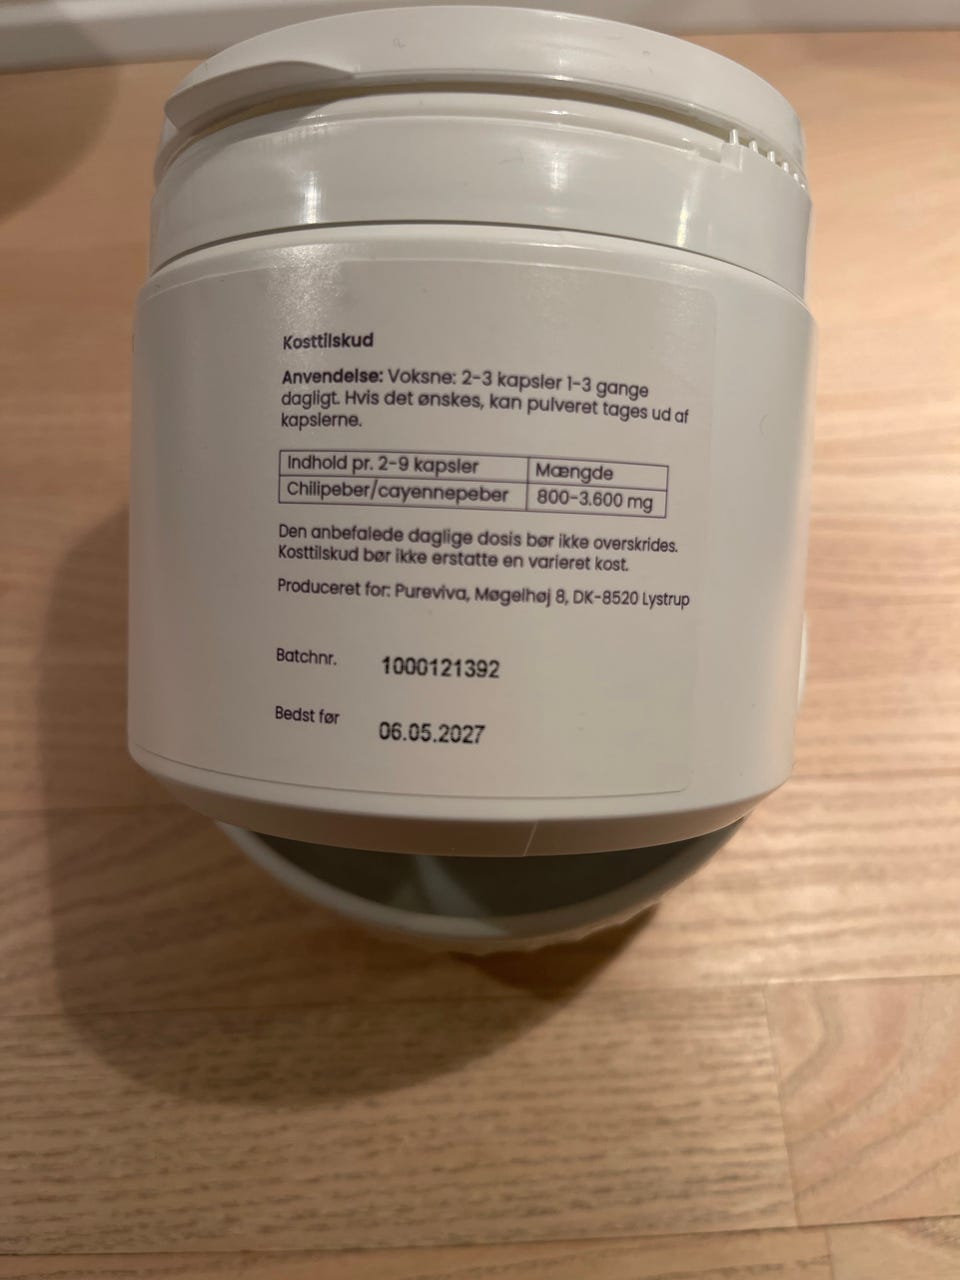 Kosttilskud
Anvendelse: Voksne: 2-3 kapsler 1-3 gange
dagligt. Hvis det ønskes, kan pulveret tages ud af
kapslerne.
Indhold pr. 2-9 kapsler Mængde
Chilipeber/cayennepeber 800-3.600 mg
Den anbefalede daglige dosis bør ikke overskrides.
Kosttilskud bør ikke erstatte en varieret kost.
Produceret for: Pureviva, Møgelhøj 8, DK-8520 Lystrup
Batchnr. 1000121392
Bedst før 06.05.2027